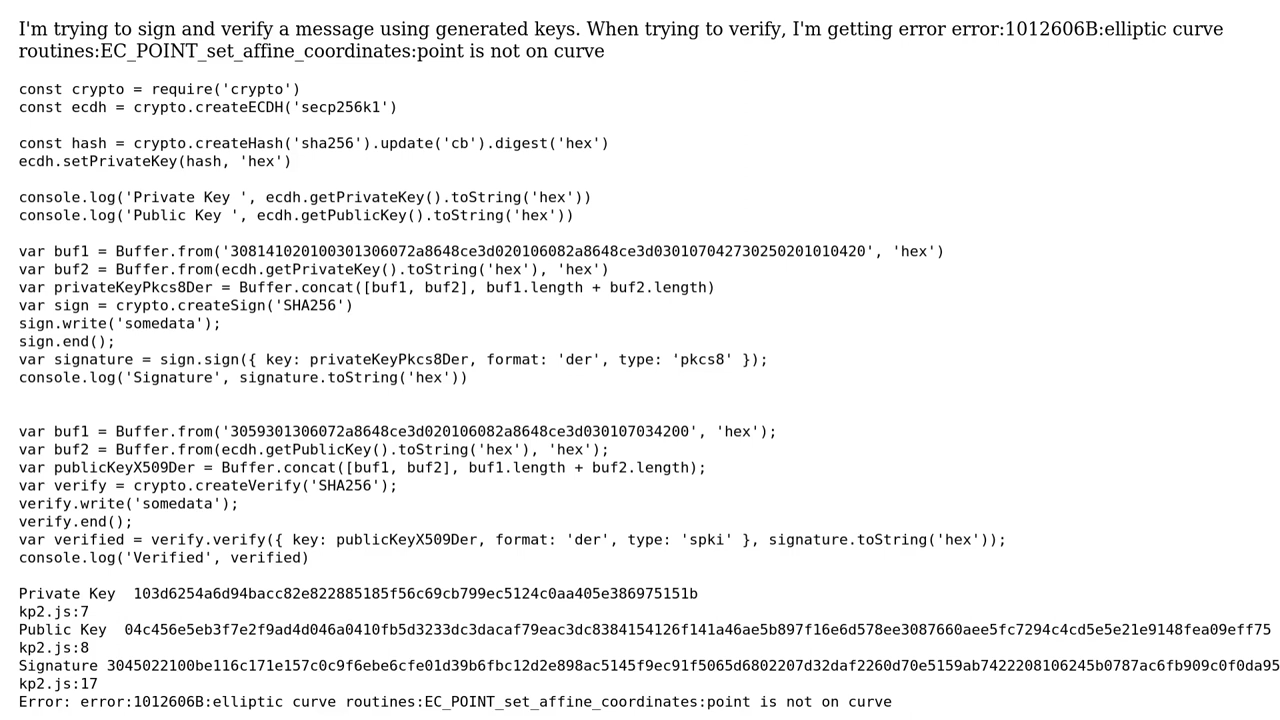 I'm trying to sign and verify a message using generated keys. When trying to verify, I'm getting error error:1012606B:elliptic curve
routines:EC_POINT_set_affine_coordinates:point is not on curve
const crypto = require('crypto')
const ecdh = crypto.createECDH('secp256k1')
const hash = crypto.createHash('sha256').update('cb').digest('hex')
ecdh.setPrivateKey(hash, 'hex')
console.log('Private Key ', ecdh.getPrivateKey().toString('hex'))
console.log('Public Key ', ecdh.getPublicKey().toString('hex'))
var buf1 = Buffer.from('308141020100301306072a8648ce3d020106082a8648ce3d030107042730250201010420', 'hex')
var buf2 = Buffer.from(ecdh.getPrivateKey().toString('hex'), 'hex')
var privateKeyPkcs8Der = Buffer.concat([buf1, buf2], buf1.length + buf2.length)
var sign = crypto.createSign('SHA256')
sign.write('somedata');
sign.end();
var signature = sign.sign({ key: privateKeyPkcs8Der, format: 'der', type: 'pkcs8' });
console.log('Signature', signature.toString('hex'))
var buf1 = Buffer.from('3059301306072a8648ce3d020106082a8648ce3d030107034200', 'hex');
var buf2 = Buffer.from(ecdh.getPublicKey().toString('hex'), 'hex');
var publicKeyX509Der = Buffer.concat([buf1, buf2], buf1.length + buf2.length);
var verify = crypto.createVerify('SHA256');
verify.write('somedata');
verify.end();
var verified = verify.verify({ key: publicKeyX509Der, format: 'der', type: 'spki' }, signature.toString('hex'));
console.log('Verified', verified)
Private Key  103d6254a6d94bacc82e822885185f56c69cb799ec5124c0aa405e386975151b
kp2.js:7
Public Key  04c456e5eb3f7e2f9ad4d046a0410fb5d3233dc3dacaf79eac3dc8384154126f141a46ae5b897f16e6d578ee3087660aee5fc7294c4cd5e5e21e9148fea09eff75
kp2.js:8
Signature 3045022100be116c171e157c0c9f6ebe6cfe01d39b6fbc12d2e898ac5145f9ec91f5065d6802207d32daf2260d70e5159ab7422208106245b0787ac6fb909c0f0da95
kp2.js:17
Error: error:1012606B:elliptic curve routines:EC_POINT_set_affine_coordinates:point is not on curve